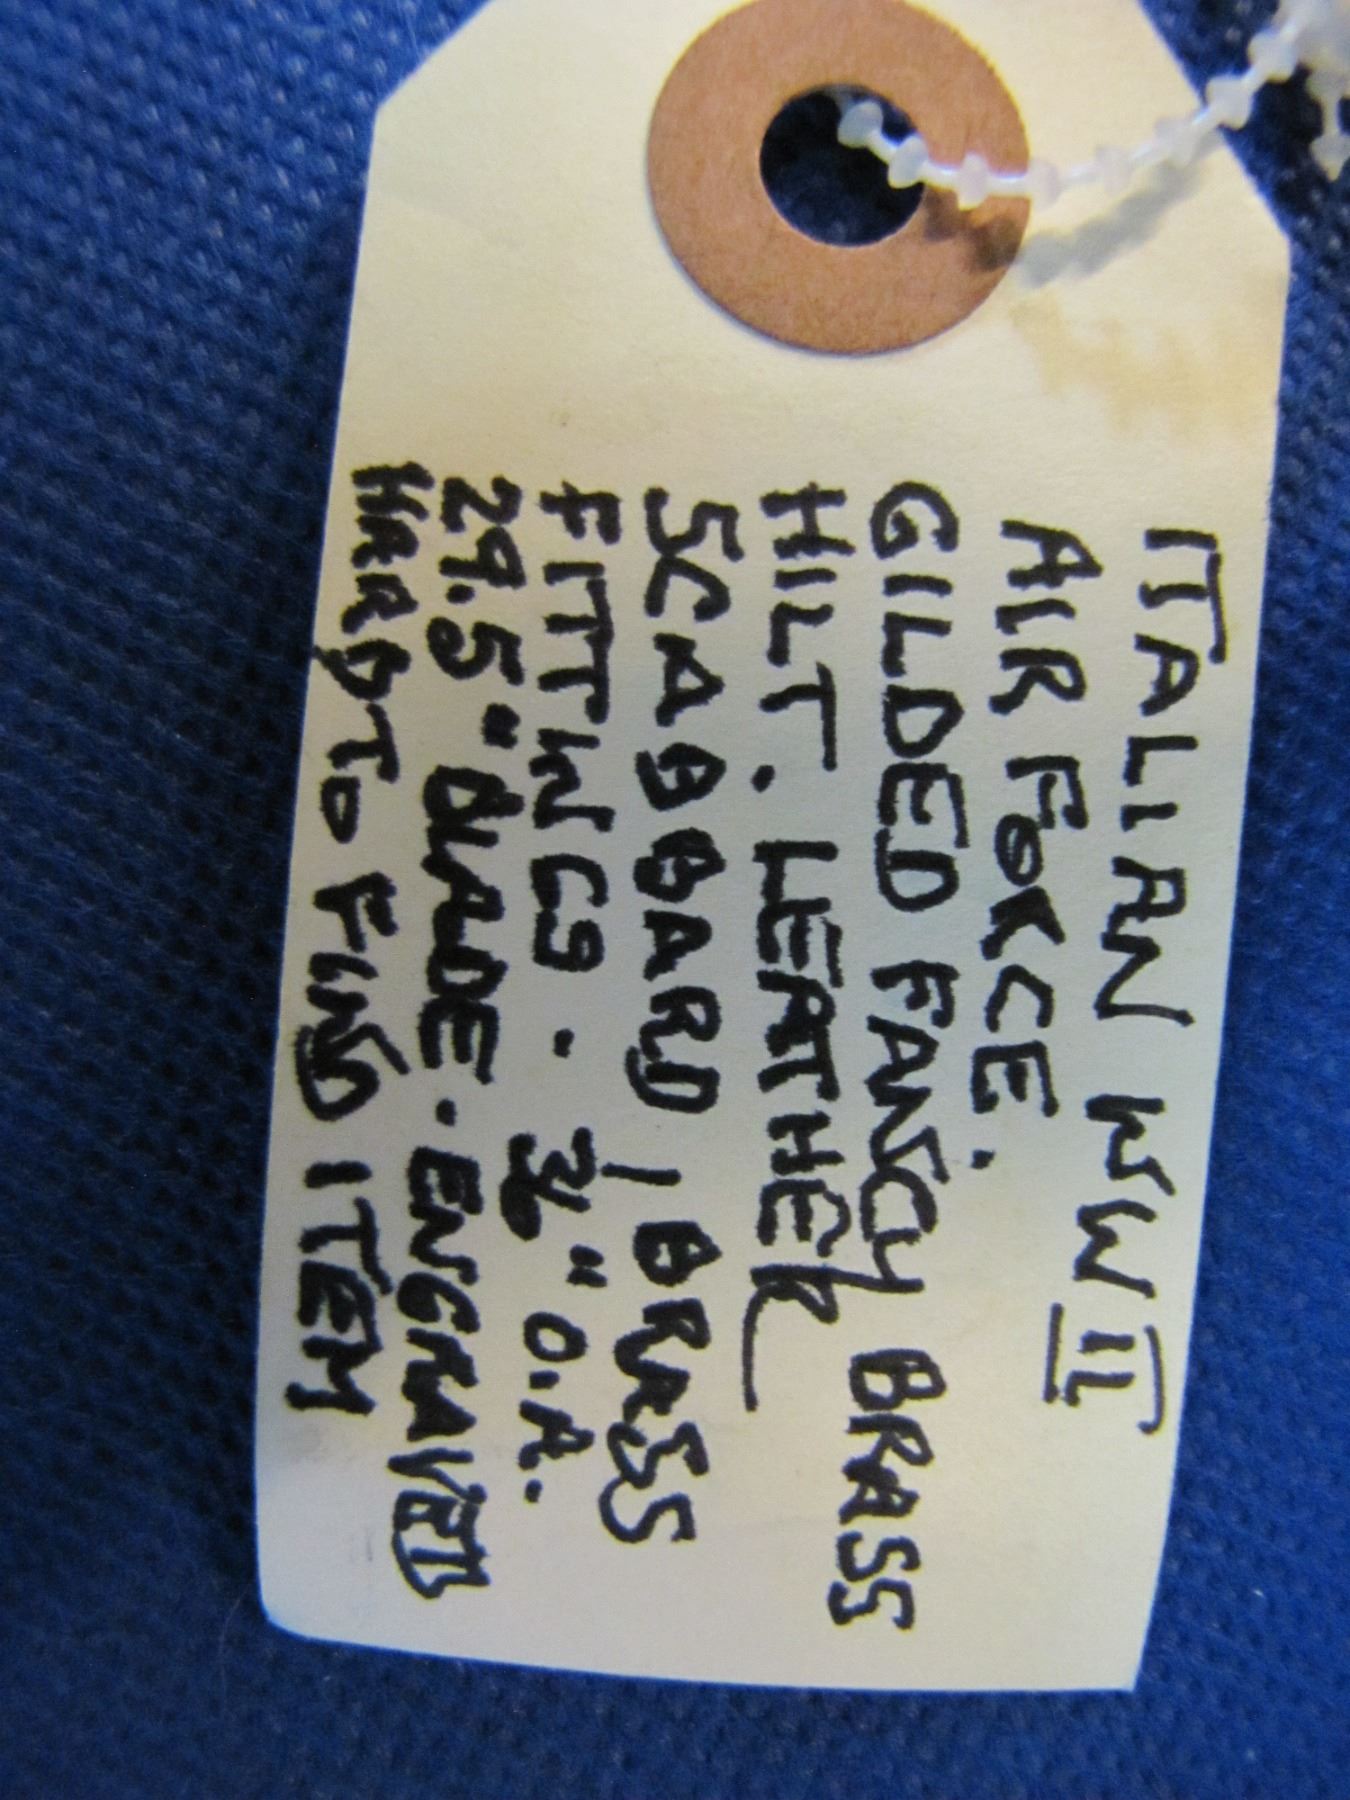 ITALIAN WW II
AIR FORCE.
GILDED FANCY BRASS
HILT. LEATHER
SCABBARD / BRASS
FITTINGS. 36" O.A.
29.5" BLADE - ENGRAVED
HARD TO FIND ITEM